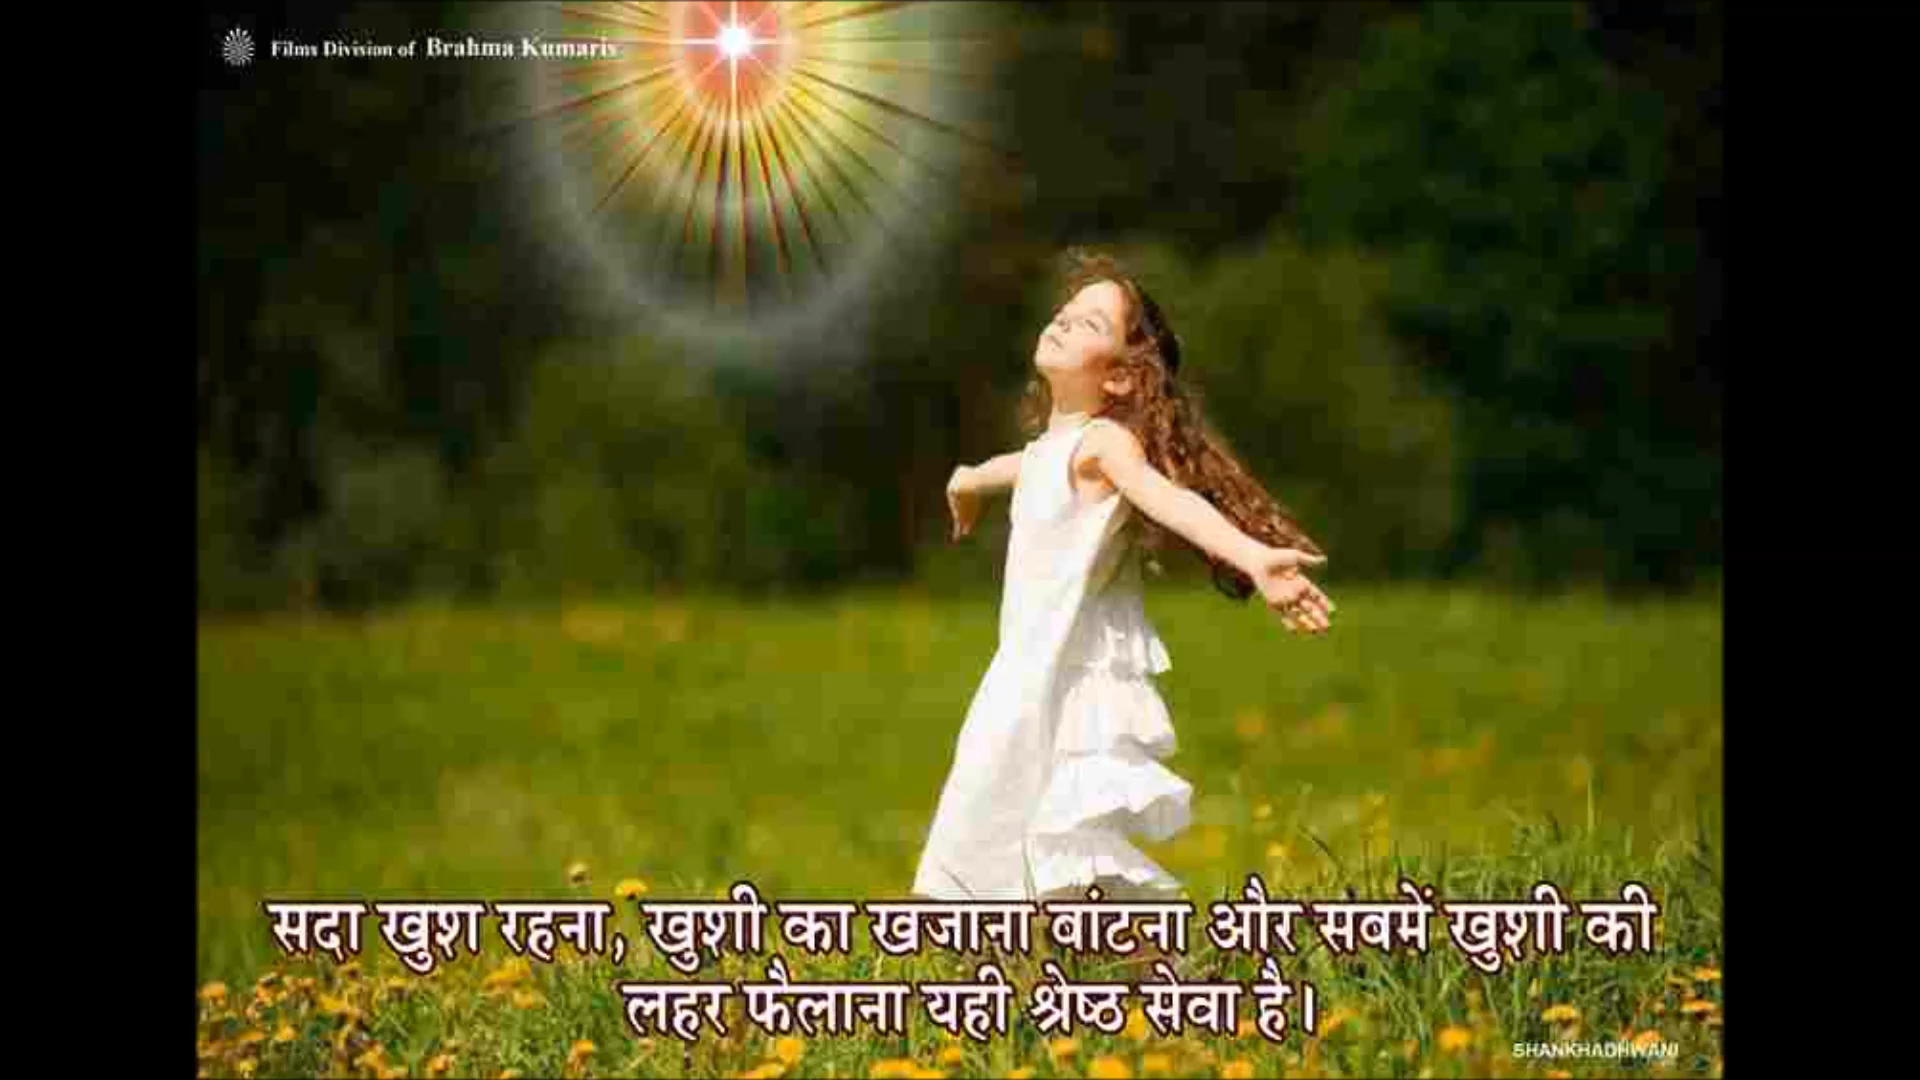 Films Division of Brahma Kumaris
सदा खुश रहना, खुशी का खजाना बांटना और सबमें खुशी की
लहर फैलाना यही श्रेष्ठ सेवा है।
SHANKHADHWANI